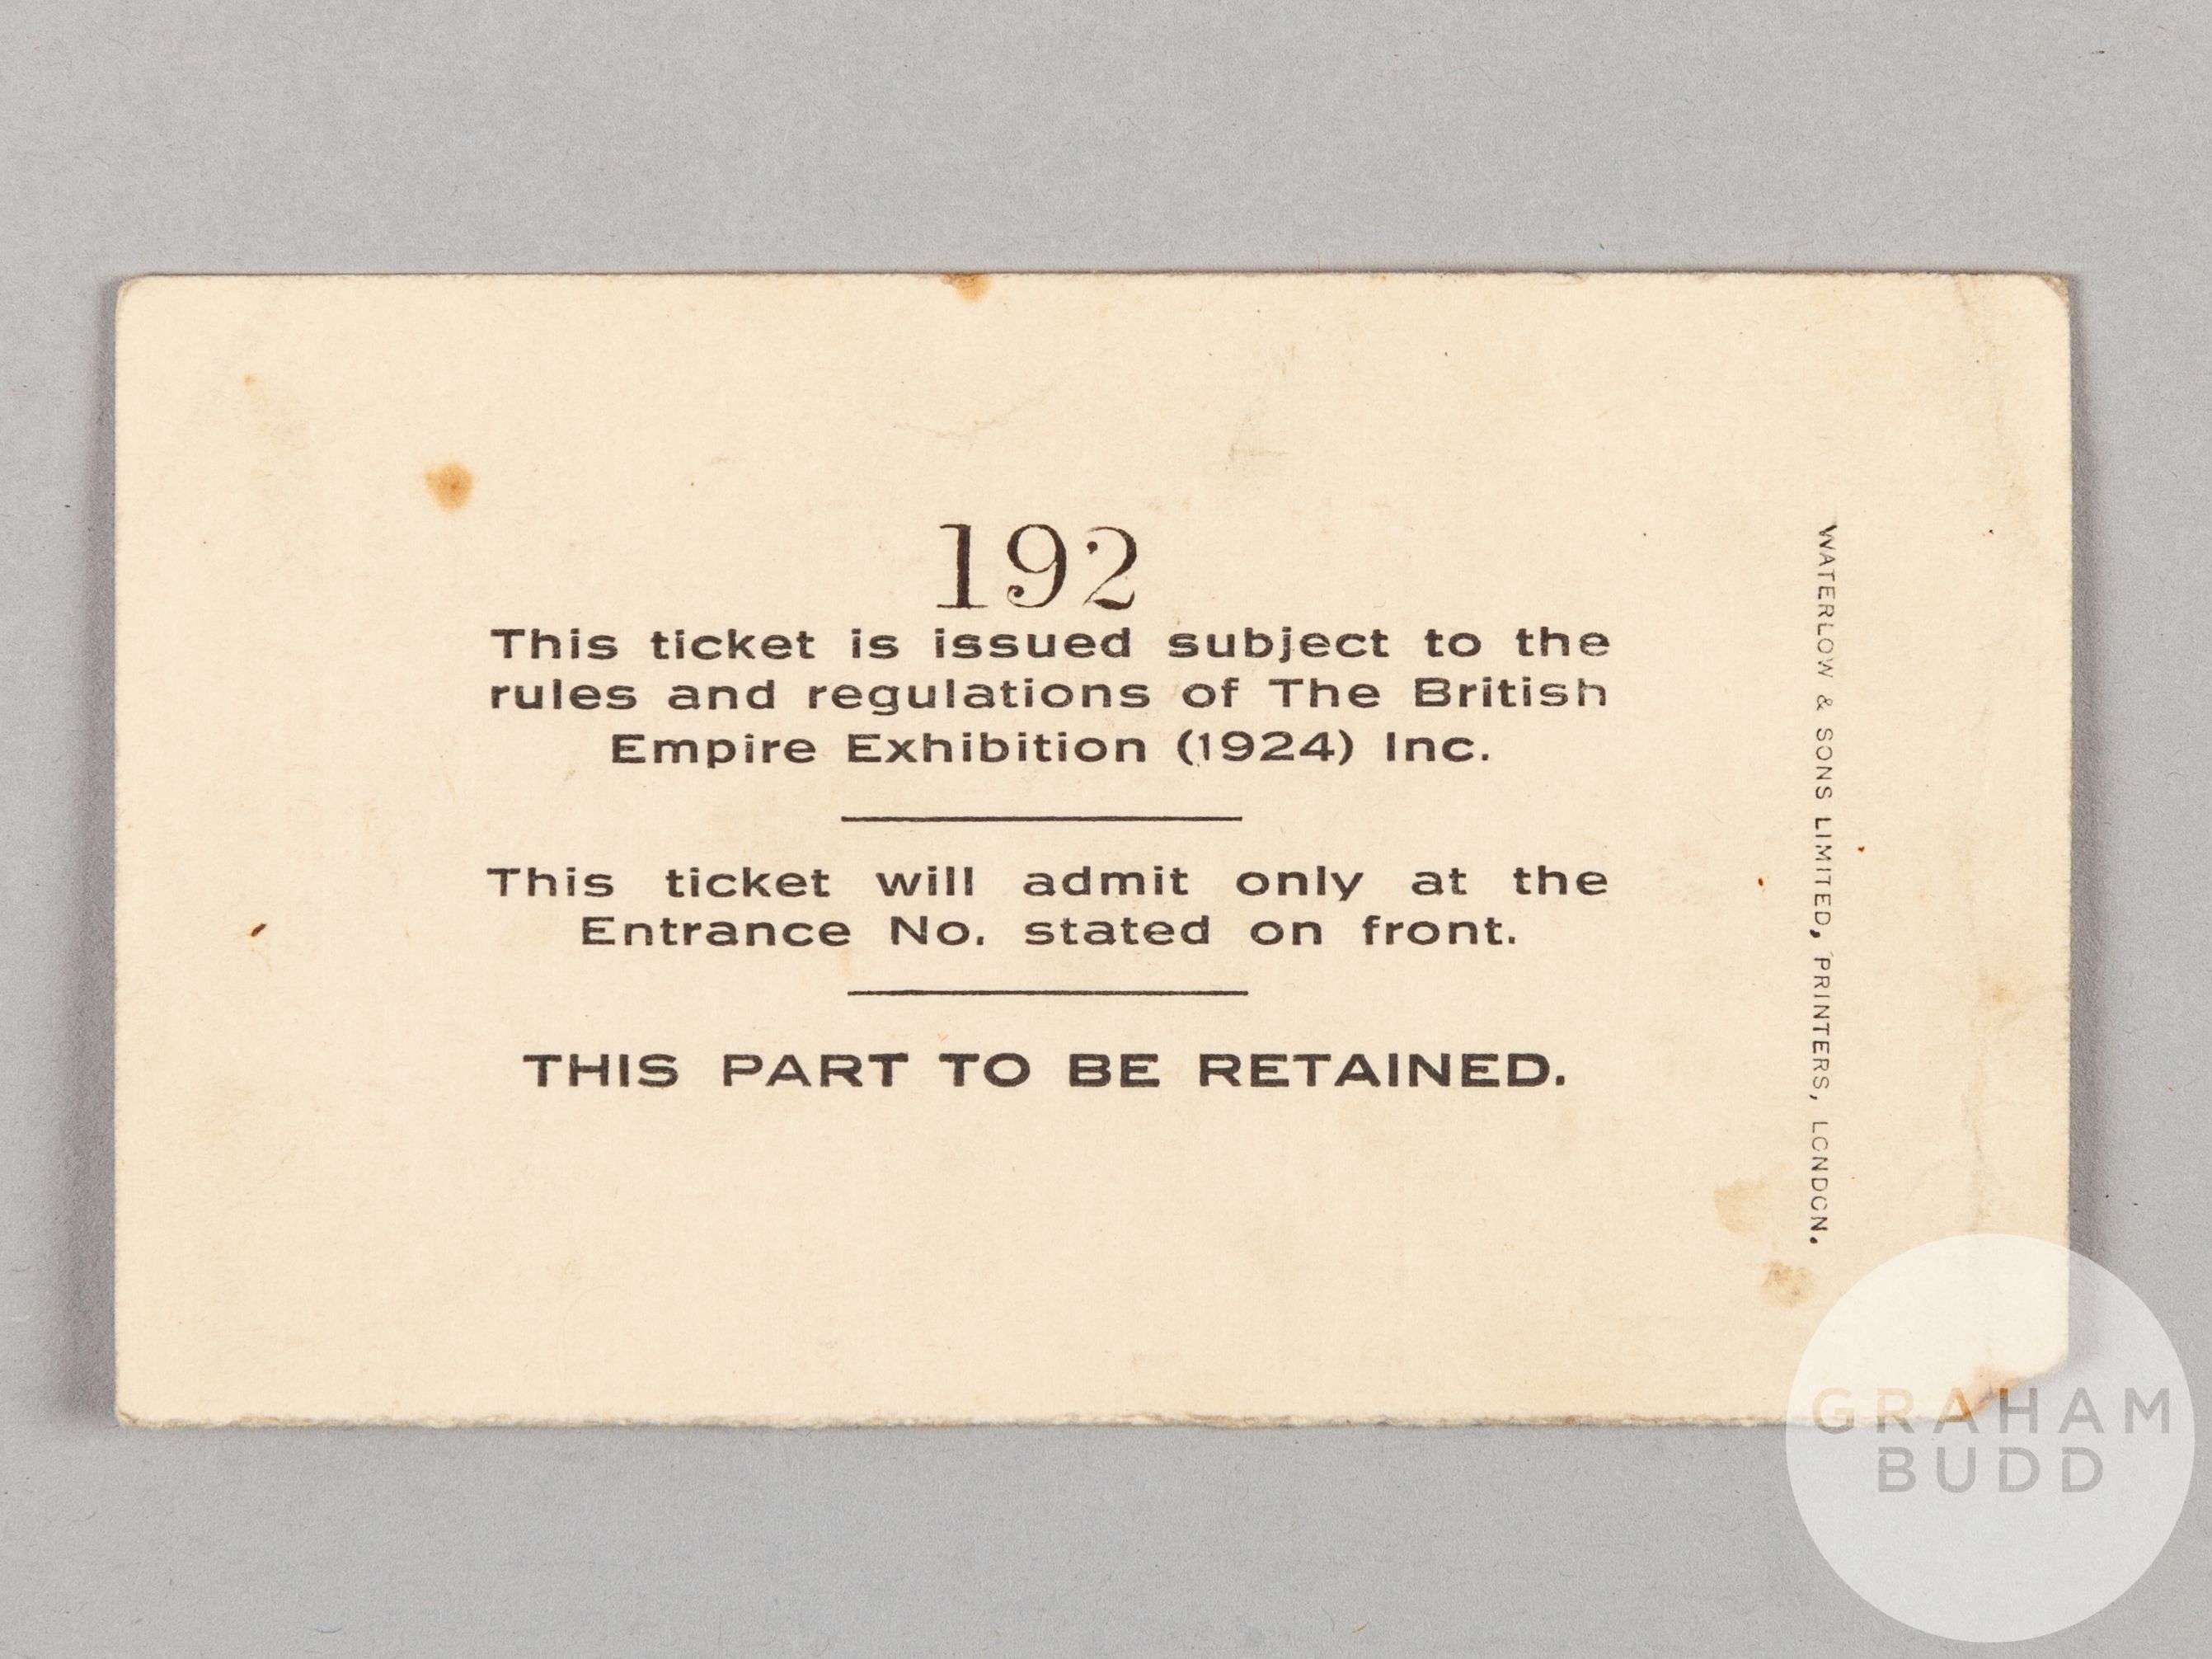 192
This ticket is issued subject to the
rules and regulations of The British
Empire Exhibition (1924) Inc.
This ticket will admit only at the
Entrance No. stated on front.
THIS PART TO BE RETAINED.
WATERLOW & SONS LIMITED, PRINTERS, LONDON.
GRAHAM
BUDD